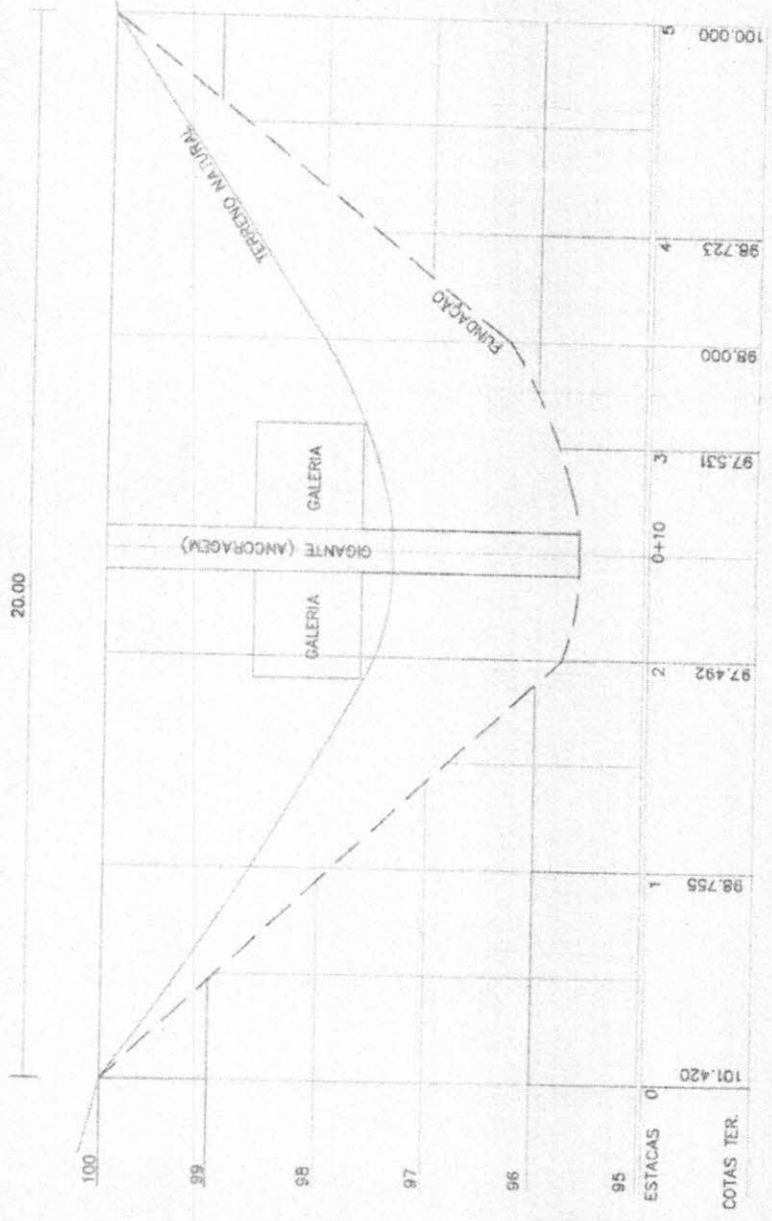 20.00
100
99
98
97
96
95
TERRENO NATURAL
FUNDAÇÃO
GALERIA
GIGANTE (ANCORAGEM)
GALERIA
ESTACAS 0 1 2 0+10 3 4 5
COTAS TER. 101.420 98.755 97.492 97.531 98.000 98.723 100.000